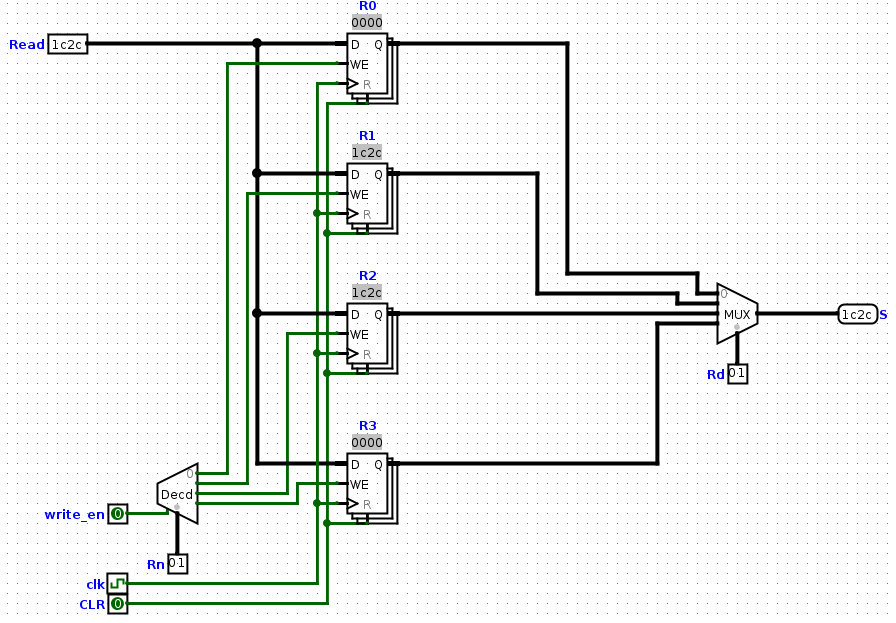 R0
0000
Read 1c2c
D Q
WE
R
R1
1c2c
D Q
WE
R
R2
1c2c
0
D Q
MUX 1c2c S
WE
R
Rd 01
R3
0000
D Q
0
WE
Decd
R
write_en 0
Rn 01
clk
CLR 0